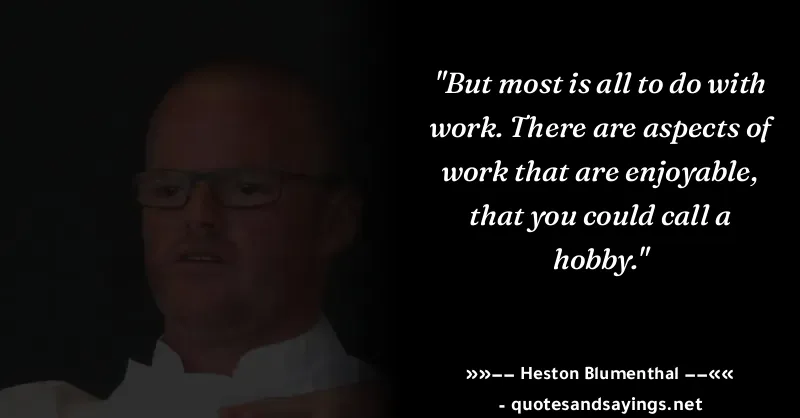 "But most is all to do with
work. There are aspects of
work that are enjoyable,
that you could call a
hobby."
»»–– Heston Blumenthal ––««
- quotesandsayings.net